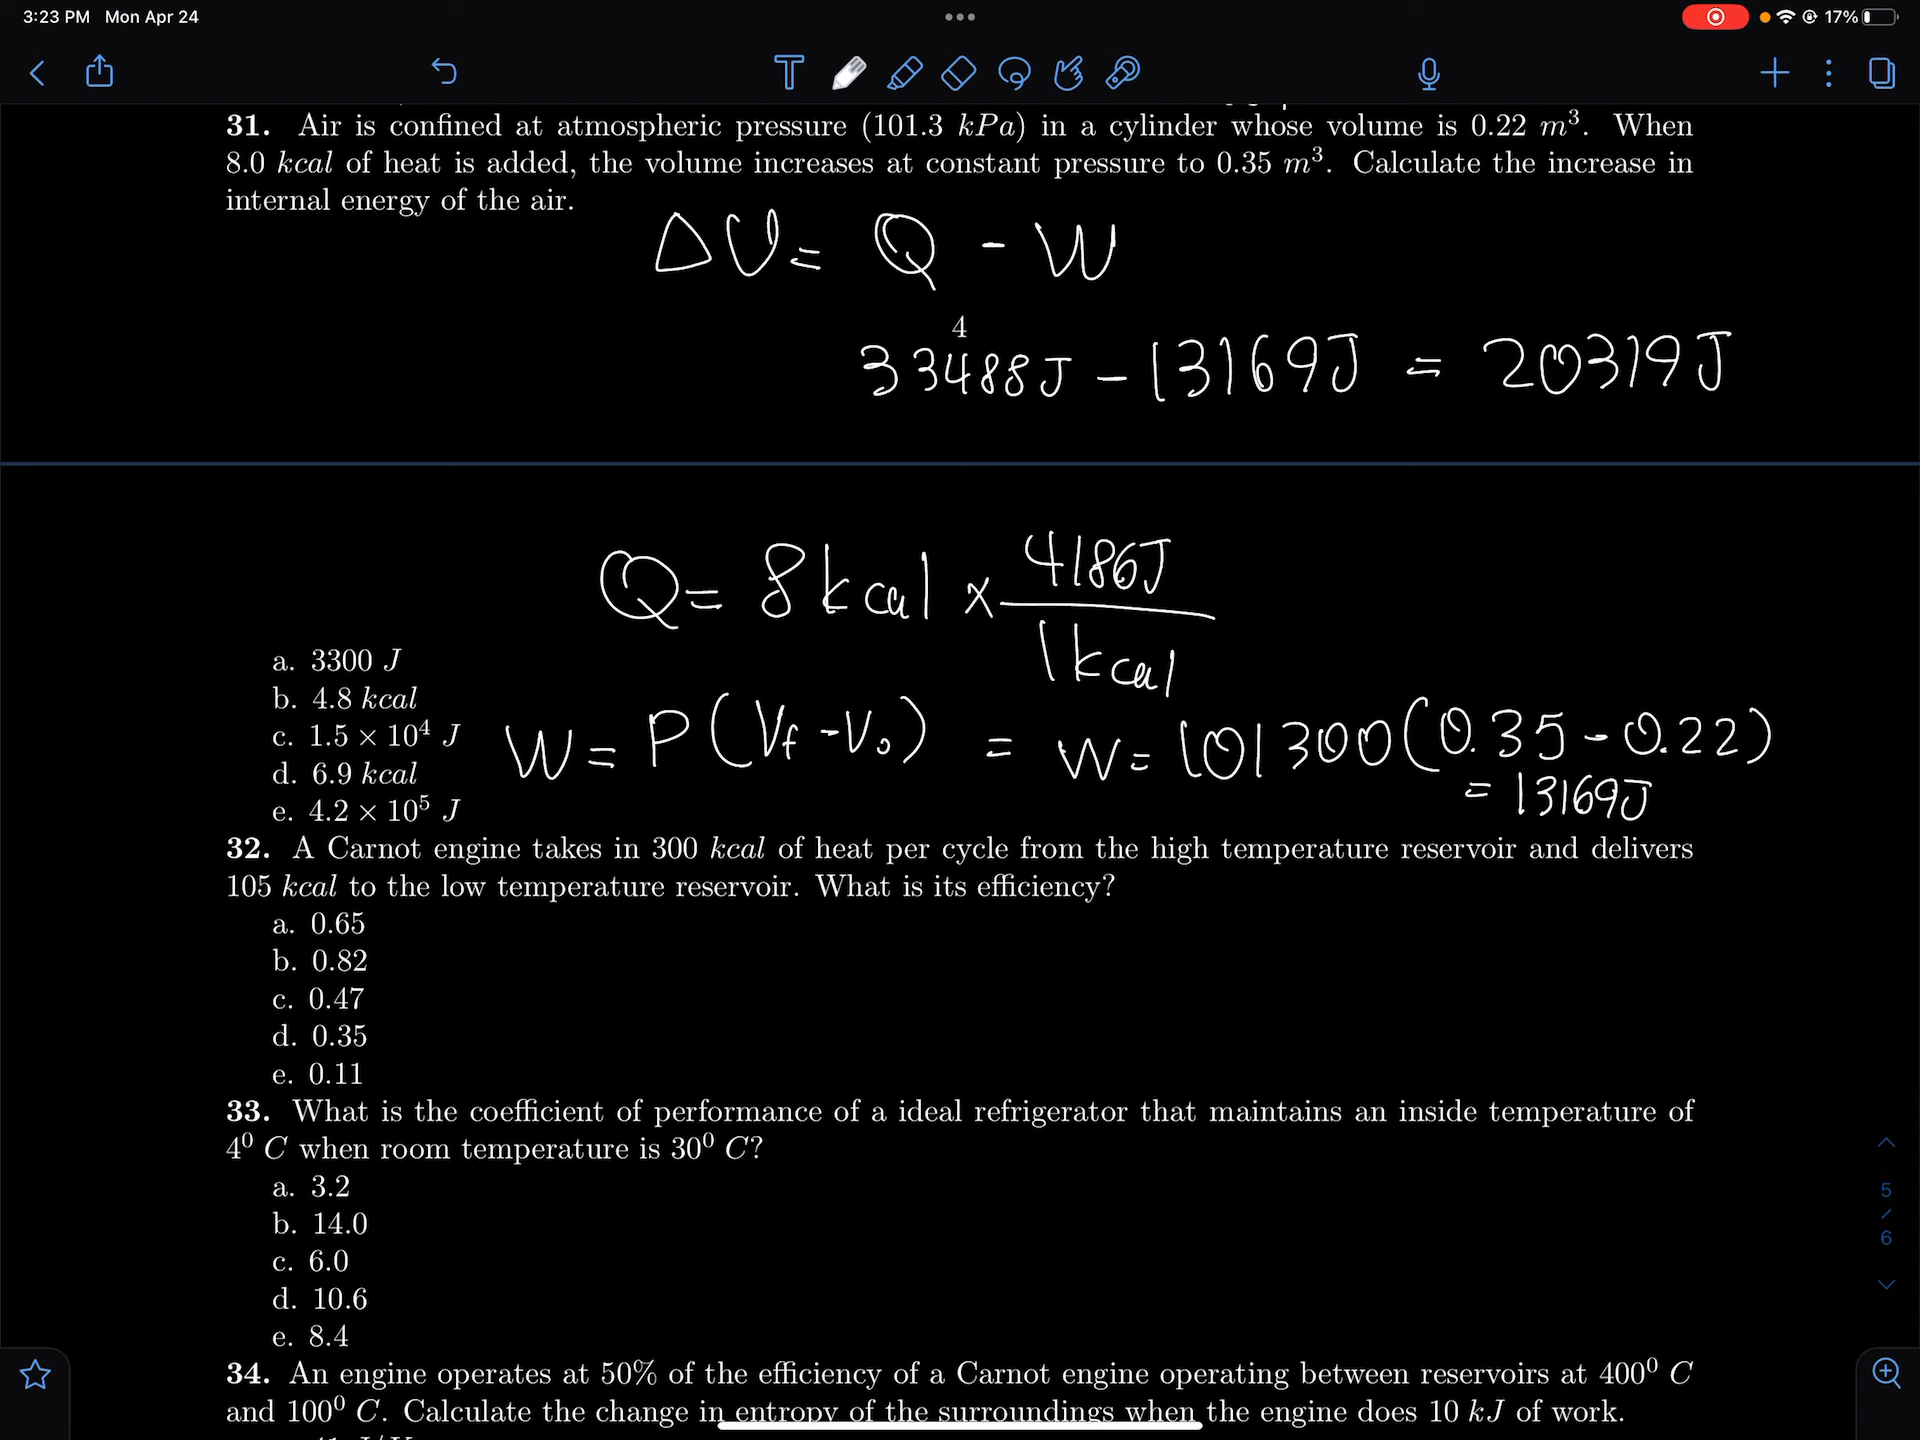 3:23 PM Mon Apr 24
17%
31. Air is confined at atmospheric pressure (101.3 kPa) in a cylinder whose volume is 0.22 m³. When
8.0 kcal of heat is added, the volume increases at constant pressure to 0.35 m³. Calculate the increase in
internal energy of the air.
ΔU = Q - W
4
33488J - 13169J = 20319J
Q = 8kcal × 4186J
1kcal
a. 3300 J
b. 4.8 kcal
c. 1.5 × 10⁴ J
d. 6.9 kcal
e. 4.2 × 10⁵ J
W = P(Vf - V₀) = W = 101300(0.35 - 0.22)
= 13169J
32. A Carnot engine takes in 300 kcal of heat per cycle from the high temperature reservoir and delivers
105 kcal to the low temperature reservoir. What is its efficiency?
a. 0.65
b. 0.82
c. 0.47
d. 0.35
e. 0.11
33. What is the coefficient of performance of a ideal refrigerator that maintains an inside temperature of
4⁰ C when room temperature is 30⁰ C?
a. 3.2
b. 14.0
c. 6.0
d. 10.6
e. 8.4
5
/
6
34. An engine operates at 50% of the efficiency of a Carnot engine operating between reservoirs at 400⁰ C
and 100⁰ C. Calculate the change in entropy of the surroundings when the engine does 10 kJ of work.